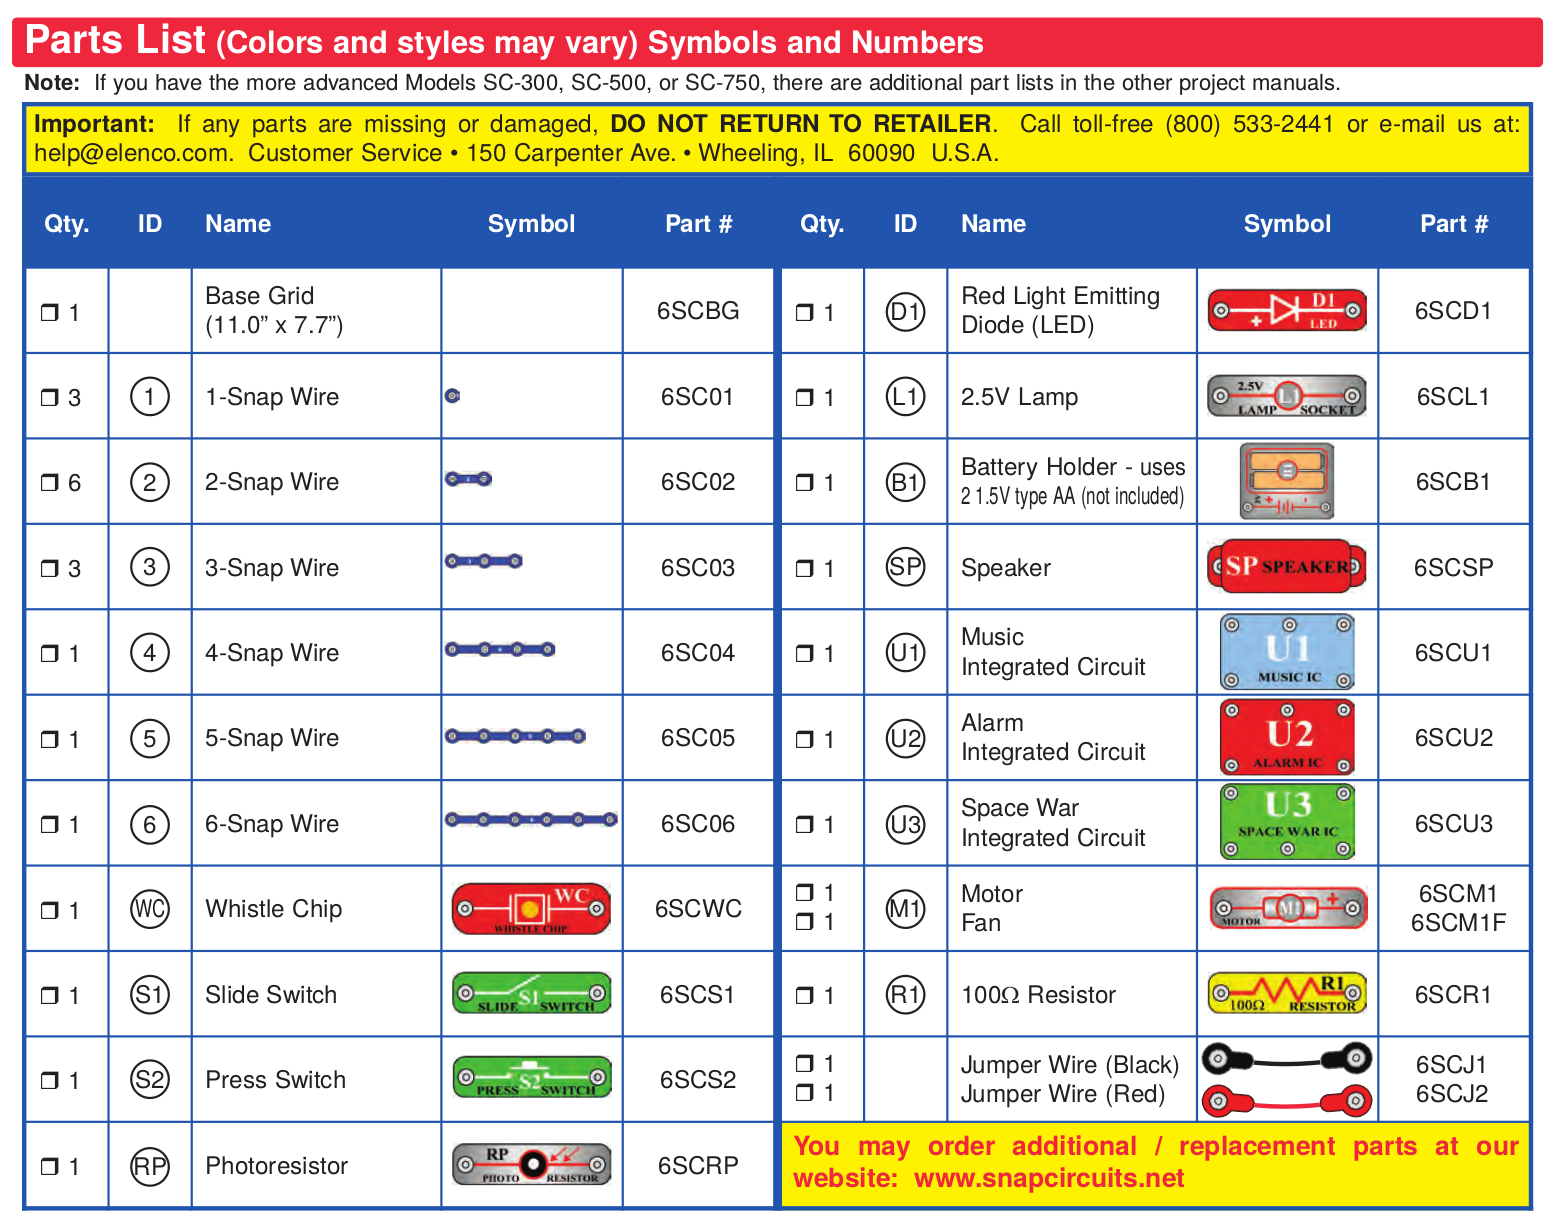 Parts List (Colors and styles may vary) Symbols and Numbers
Note: If you have the more advanced Models SC-300, SC-500, or SC-750, there are additional part lists in the other project manuals.
Important: If any parts are missing or damaged, DO NOT RETURN TO RETAILER. Call toll-free (800) 533-2441 or e-mail us at:
help@elenco.com. Customer Service • 150 Carpenter Ave. • Wheeling, IL 60090 U.S.A.
Qty. ID Name Symbol Part #
❒ 1 Base Grid
(11.0” x 7.7”) 6SCBG
❒ 3 1 1-Snap Wire 6SC01
❒ 6 2 2-Snap Wire 6SC02
❒ 3 3 3-Snap Wire 6SC03
❒ 1 4 4-Snap Wire 6SC04
❒ 1 5 5-Snap Wire 6SC05
❒ 1 6 6-Snap Wire 6SC06
❒ 1 WC Whistle Chip WC 6SCWC
WHISTLE CHIP
❒ 1 S1 Slide Switch S1 6SCS1
SLIDE SWITCH
❒ 1 S2 Press Switch S2 6SCS2
PRESS SWITCH
❒ 1 RP Photoresistor RP 6SCRP
PHOTO RESISTOR
Qty. ID Name Symbol Part #
❒ 1 D1 Red Light Emitting D1 6SCD1
Diode (LED) + LED
❒ 1 L1 2.5V Lamp 2.5V L1 6SCL1
LAMP SOCKET
❒ 1 B1 Battery Holder - uses 6SCB1
2 1.5V type AA (not included) +
❒ 1 SP Speaker SP SPEAKER 6SCSP
❒ 1 U1 Music U1 6SCU1
Integrated Circuit MUSIC IC
❒ 1 U2 Alarm U2 6SCU2
Integrated Circuit ALARM IC
❒ 1 U3 Space War U3 6SCU3
Integrated Circuit SPACE WAR IC
❒ 1 M1 Motor M1 + 6SCM1
❒ 1 Fan MOTOR 6SCM1F
❒ 1 R1 100Ω Resistor R1 6SCR1
100Ω RESISTOR
❒ 1 Jumper Wire (Black) 6SCJ1
❒ 1 Jumper Wire (Red) 6SCJ2
You may order additional / replacement parts at our
website: www.snapcircuits.net